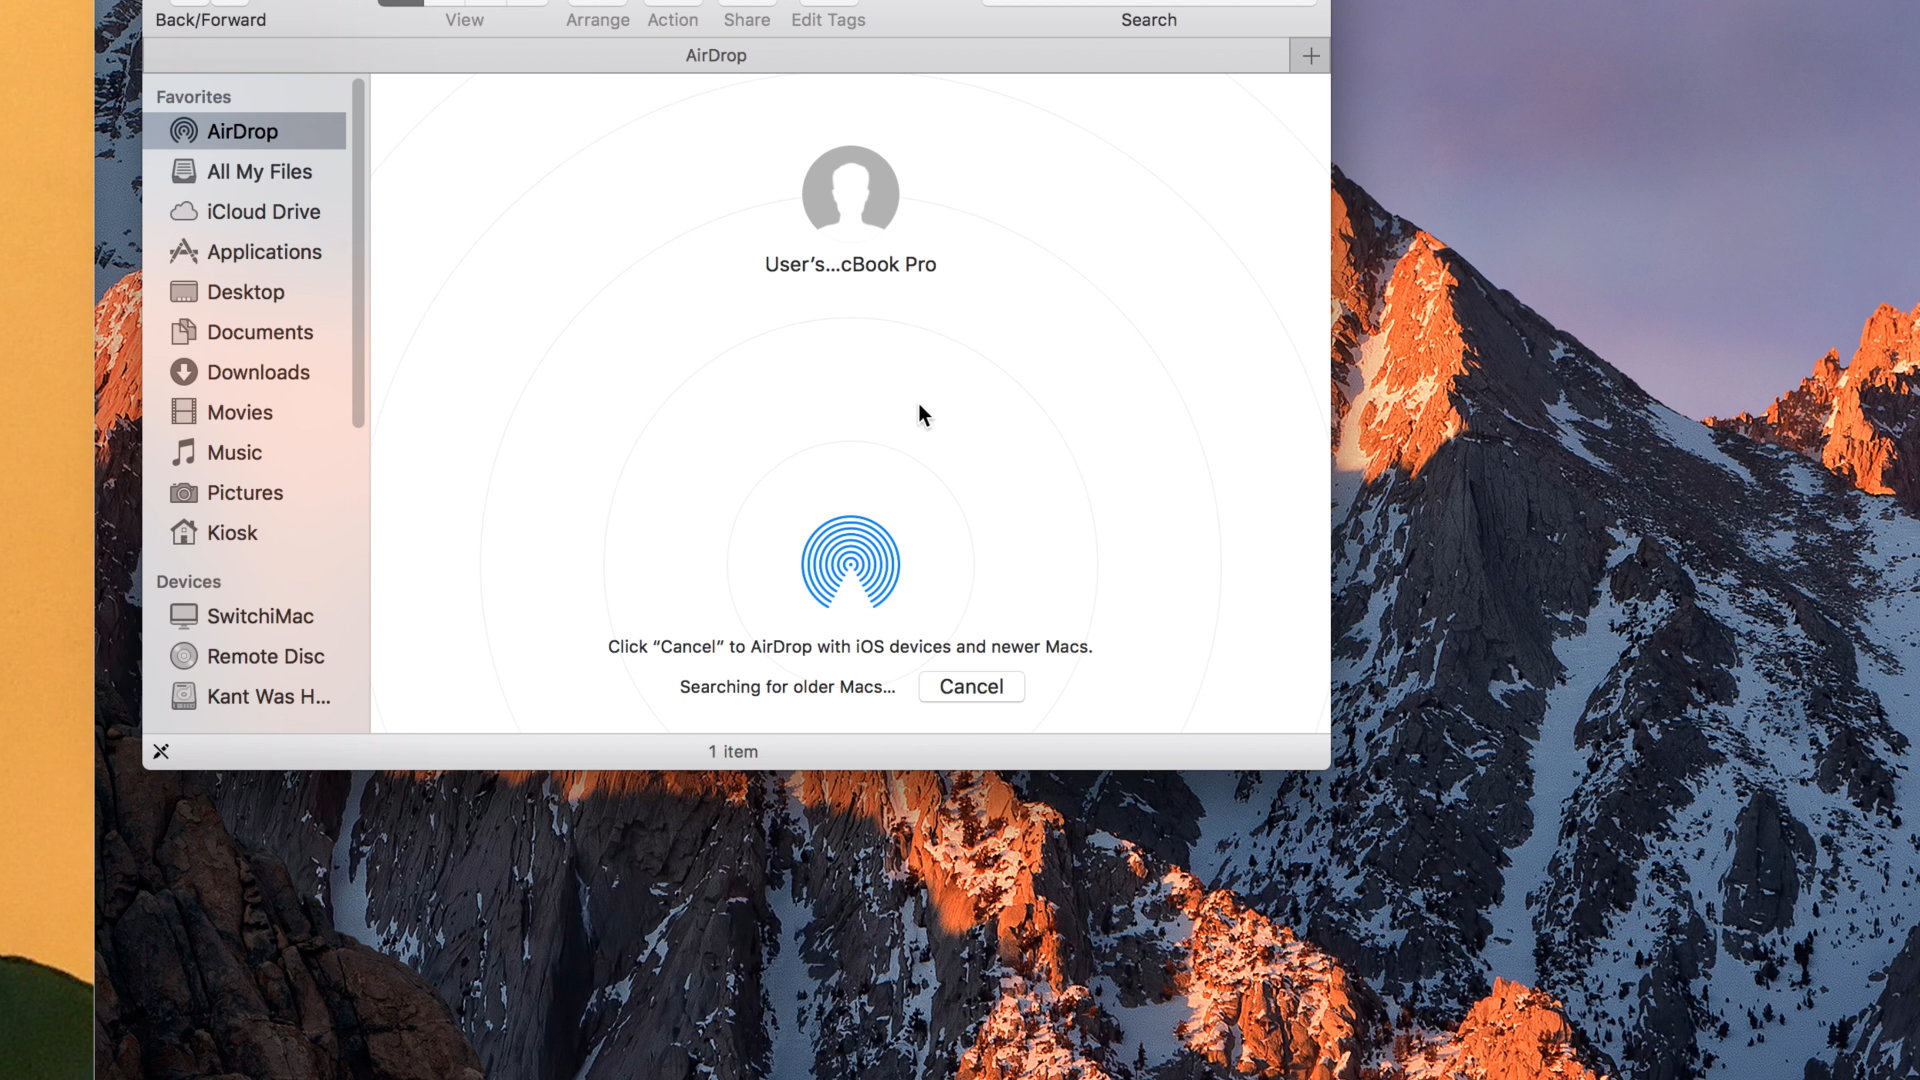 Back/Forward View Arrange Action Share Edit Tags Search
AirDrop
Favorites
AirDrop
All My Files
iCloud Drive
Applications
Desktop
Documents
Downloads
Movies
Music
Pictures
Kiosk
Devices
SwitchiMac
Remote Disc
Kant Was H...
User’s...cBook Pro
Click “Cancel” to AirDrop with iOS devices and newer Macs.
Searching for older Macs... Cancel
1 item